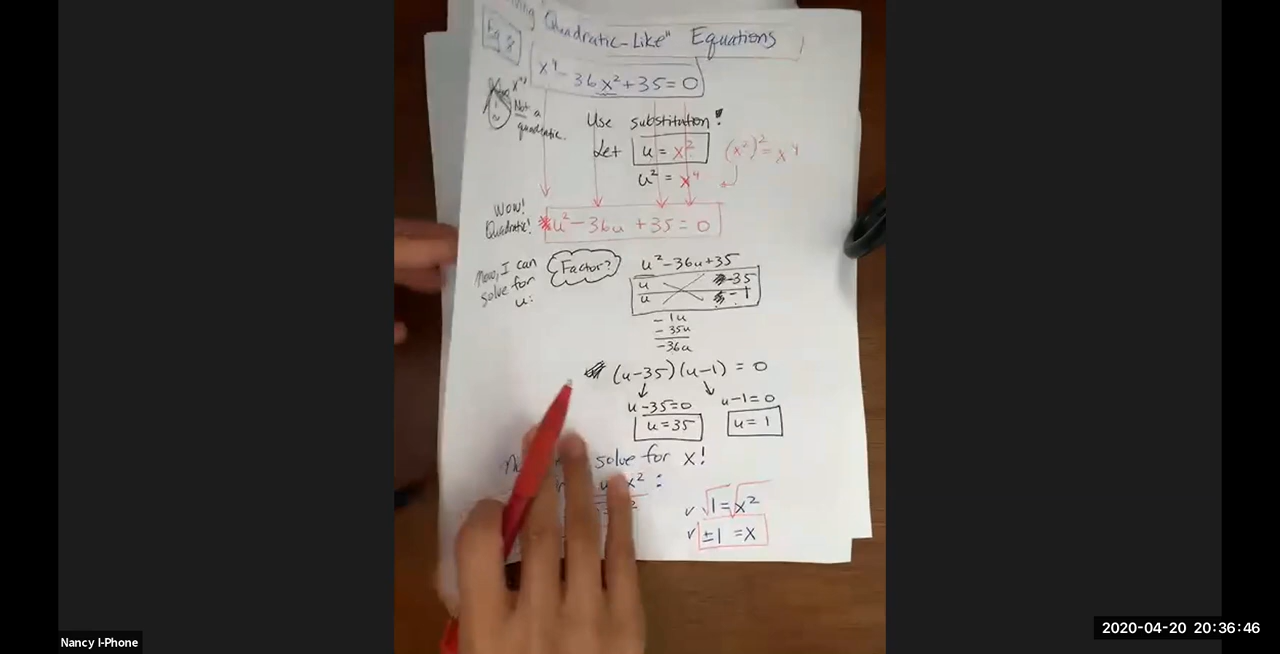 "Quadratic-Like" Equations
Eg 8
x⁴ - 36x² + 35 = 0
Not a
quadratic.
Use substitution!
Let u = x²
(x²)² = x⁴
u² = x⁴
Wow!
Quadratic!
u² - 36u + 35 = 0
Now, I can
solve for
u:
Factor?
u² - 36u + 35
u -35
u -1
-1u
-35u
-36u
(u-35)(u-1) = 0
u-35=0
u=35
u-1=0
u=1
solve for x!
x² :
√1 = √x²
±1 = x
Nancy I-Phone
2020-04-20 20:36:46